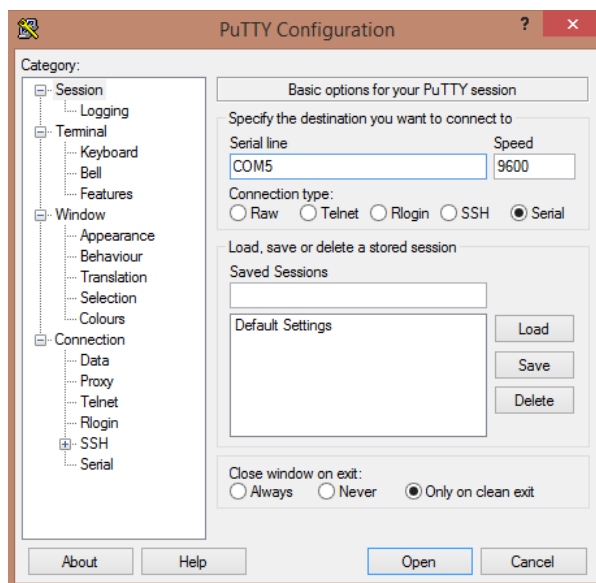 PuTTY Configuration
?
×
Category:
Session
Logging
Terminal
Keyboard
Bell
Features
Window
Appearance
Behaviour
Translation
Selection
Colours
Connection
Data
Proxy
Telnet
Rlogin
SSH
Serial
Basic options for your PuTTY session
Specify the destination you want to connect to
Serial line Speed
COM5 9600
Connection type:
Raw Telnet Rlogin SSH Serial
Load, save or delete a stored session
Saved Sessions
Default Settings
Load
Save
Delete
Close window on exit:
Always Never Only on clean exit
About Help Open Cancel